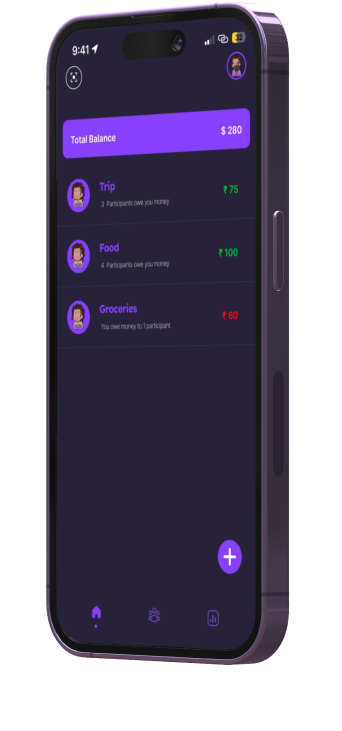 9:41
32
Total Balance
$ 280
Trip
₹ 75
3 Participants owe you money
Food
₹ 100
4 Participants owe you money
Groceries
₹ 60
You owe money to 1 participant